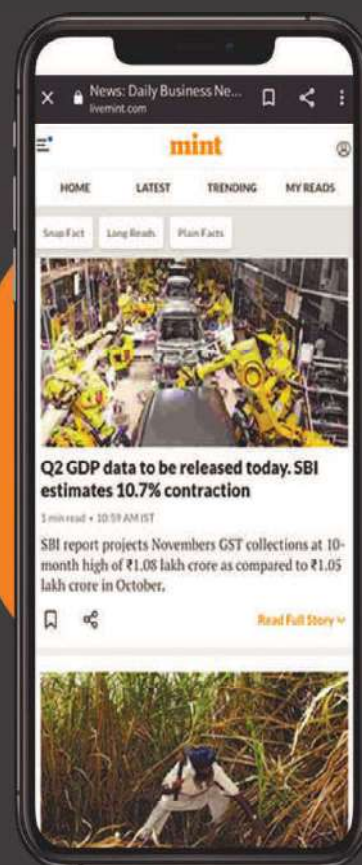 News: Daily Business Ne...
livemint.com
mint
HOME LATEST TRENDING MY READS
Snap Fact Long Reads Plain Facts
Q2 GDP data to be released today. SBI
estimates 10.7% contraction
1 min read • 10:59 AM IST
SBI report projects Novembers GST collections at 10-
month high of ₹1.08 lakh crore as compared to ₹1.05
lakh crore in October.
Read Full Story